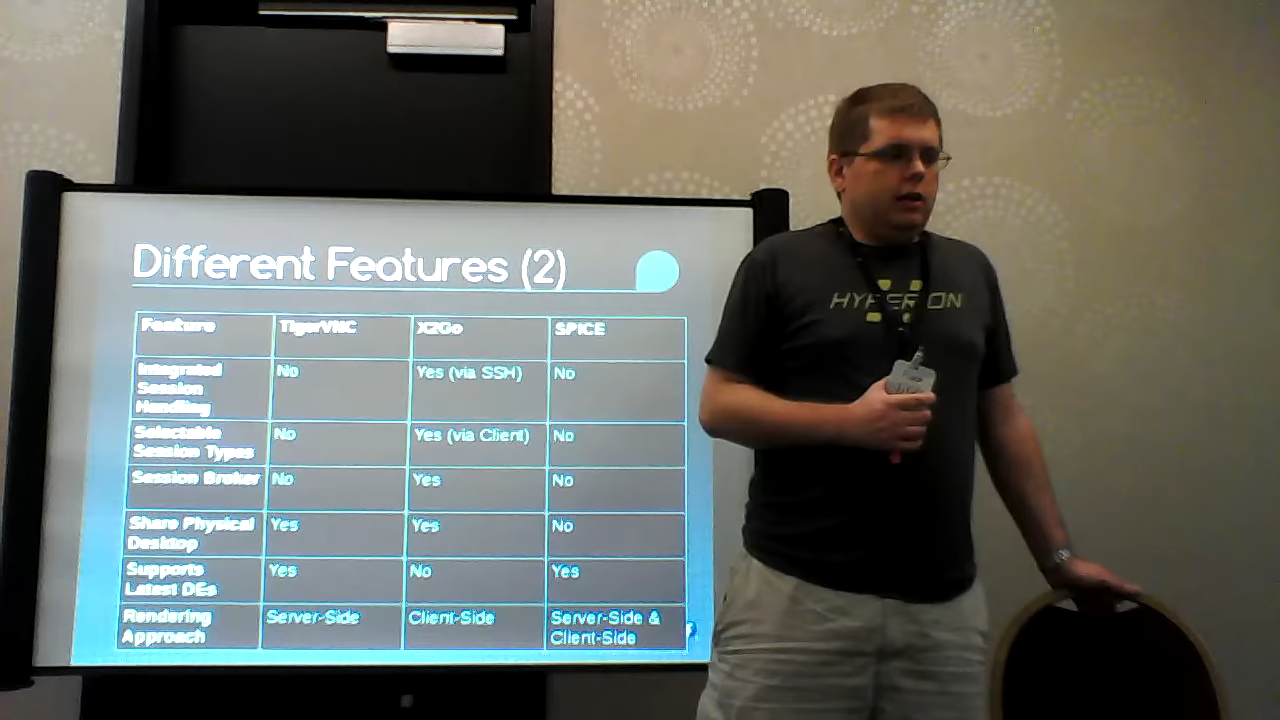 Different Features (2)
Feature TigerVNC X2Go SPICE
Integrated Session Handling No Yes (via SSH) No
Selectable Session Types No Yes (via Client) No
Session Broker No Yes No
Share Physical Desktop Yes Yes No
Supports Latest DEs Yes No Yes
Rendering Approach Server-Side Client-Side Server-Side & Client-Side
HYPERION